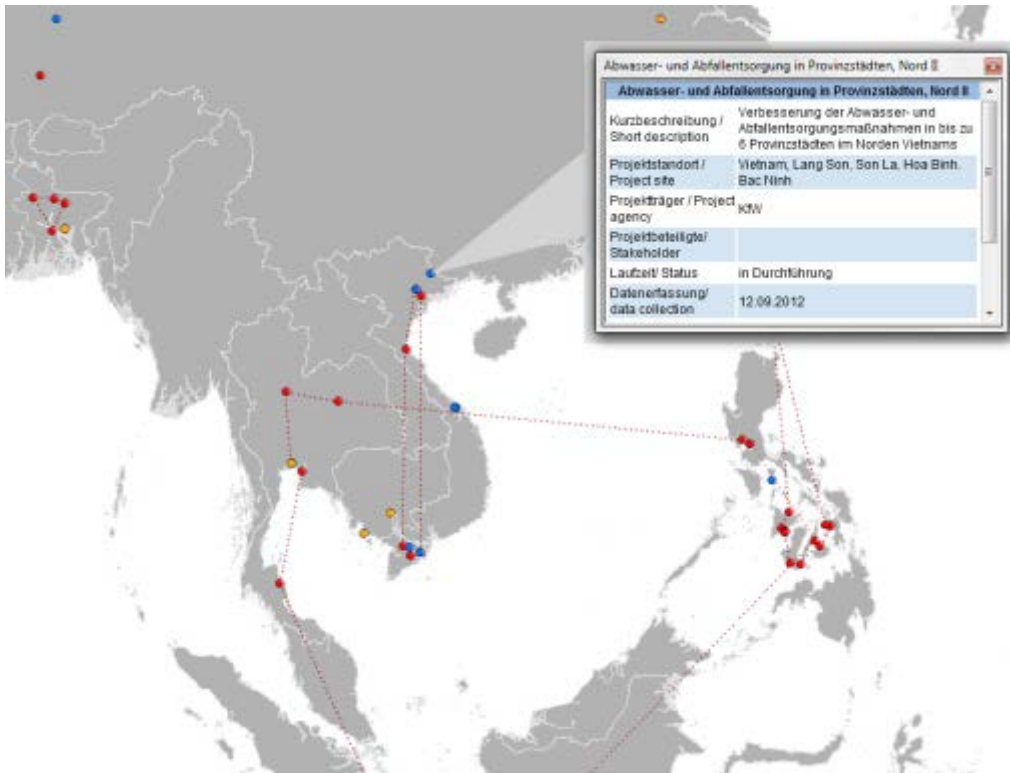 Abwasser- und Abfallentsorgung in Provinzstädten, Nord II
Abwasser- und Abfallentsorgung in Provinzstädten, Nord II
Kurzbeschreibung /
Short description
Verbesserung der Abwasser- und
Abfallentsorgungsmaßnahmen in bis zu
6 Provinzstädten im Norden Vietnams
Projektstandort /
Project site
Vietnam, Lang Son, Son La, Hoa Binh.
Bac Ninh
Projektträger / Project
agency
KfW
Projektbeteiligte/
Stakeholder
Laufzeit/ Status
in Durchführung
Datenerfassung/
data collection
12.09.2012